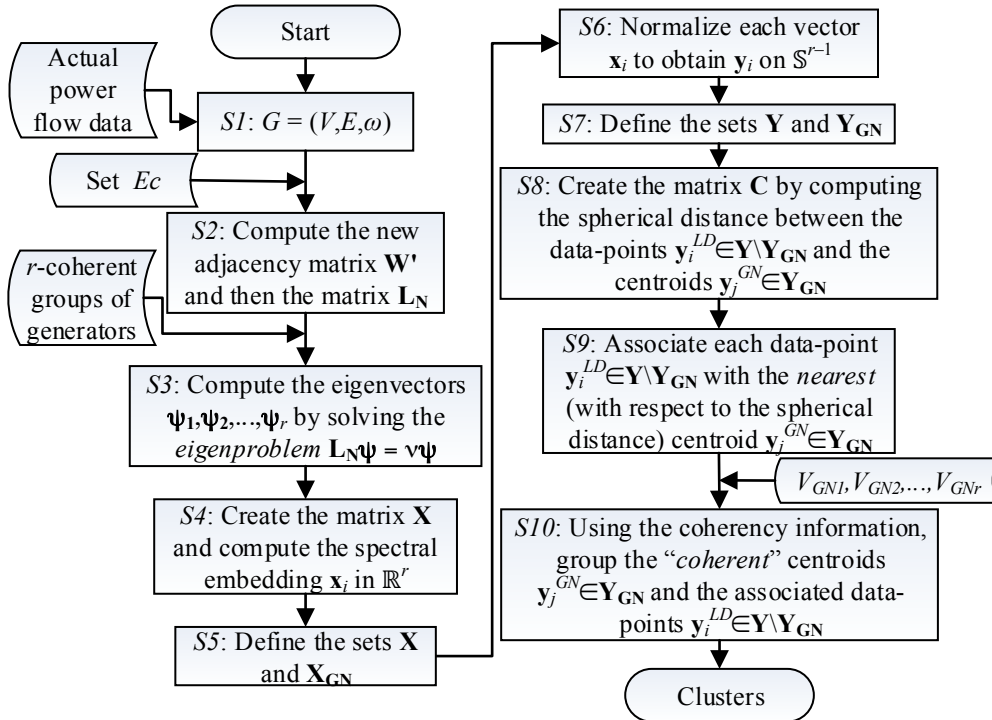 Start
Actual
power
flow data
S1: G = (V,E,ω)
Set Ec
S2: Compute the new
adjacency matrix W'
and then the matrix L_N
r-coherent
groups of
generators
S3: Compute the eigenvectors
ψ₁,ψ₂,...,ψᵣ by solving the
eigenproblem L_Nψ = νψ
S4: Create the matrix X
and compute the spectral
embedding x_i in ℝ^r
S5: Define the sets X
and X_GN
S6: Normalize each vector
x_i to obtain y_i on 𝕊^{r–1}
S7: Define the sets Y and Y_GN
S8: Create the matrix C by computing
the spherical distance between the
data-points y_i^{LD}∈Y\Y_GN and the
centroids y_j^{GN}∈Y_GN
S9: Associate each data-point
y_i^{LD}∈Y\Y_GN with the nearest
(with respect to the spherical
distance) centroid y_j^{GN}∈Y_GN
V_GN1,V_GN2,...,V_GNr
S10: Using the coherency information,
group the “coherent” centroids
y_j^{GN}∈Y_GN and the associated data-
points y_i^{LD}∈Y\Y_GN
Clusters